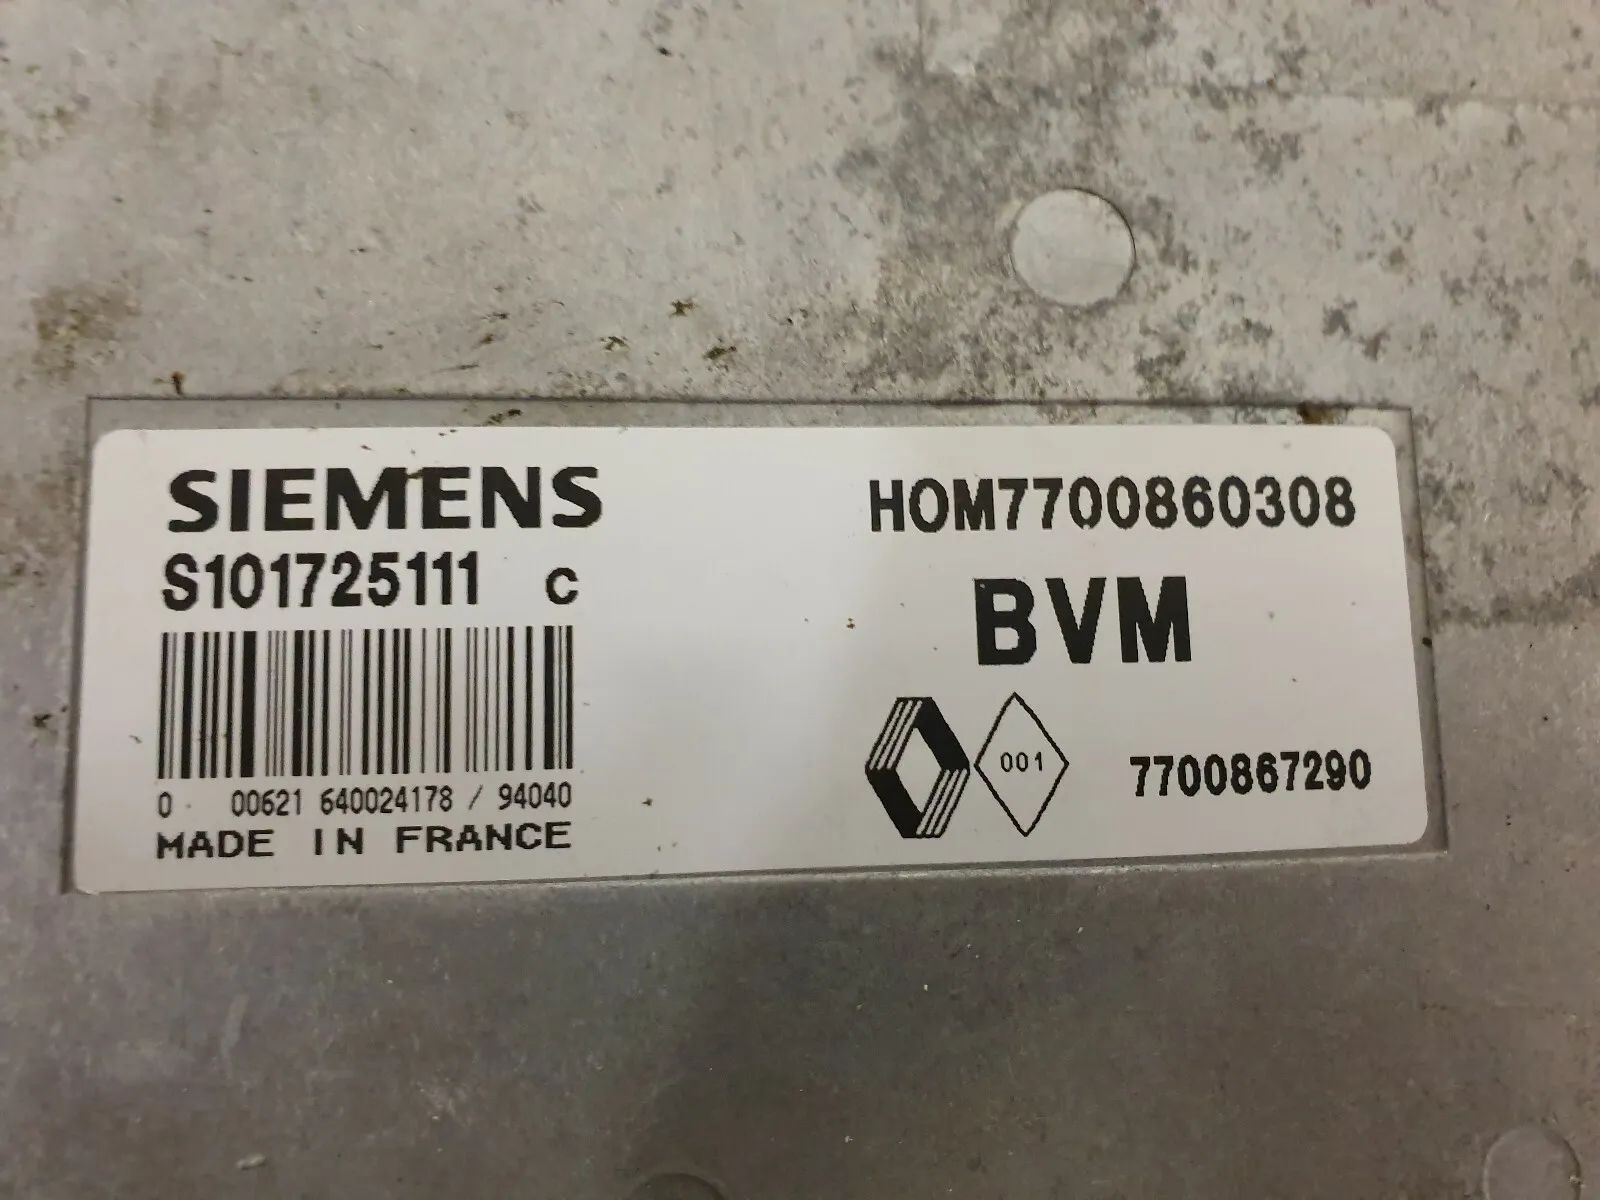 SIEMENS
S101725111 C
0 00621 640024178 / 94040
MADE IN FRANCE
HOM7700860308
BVM
001
7700867290